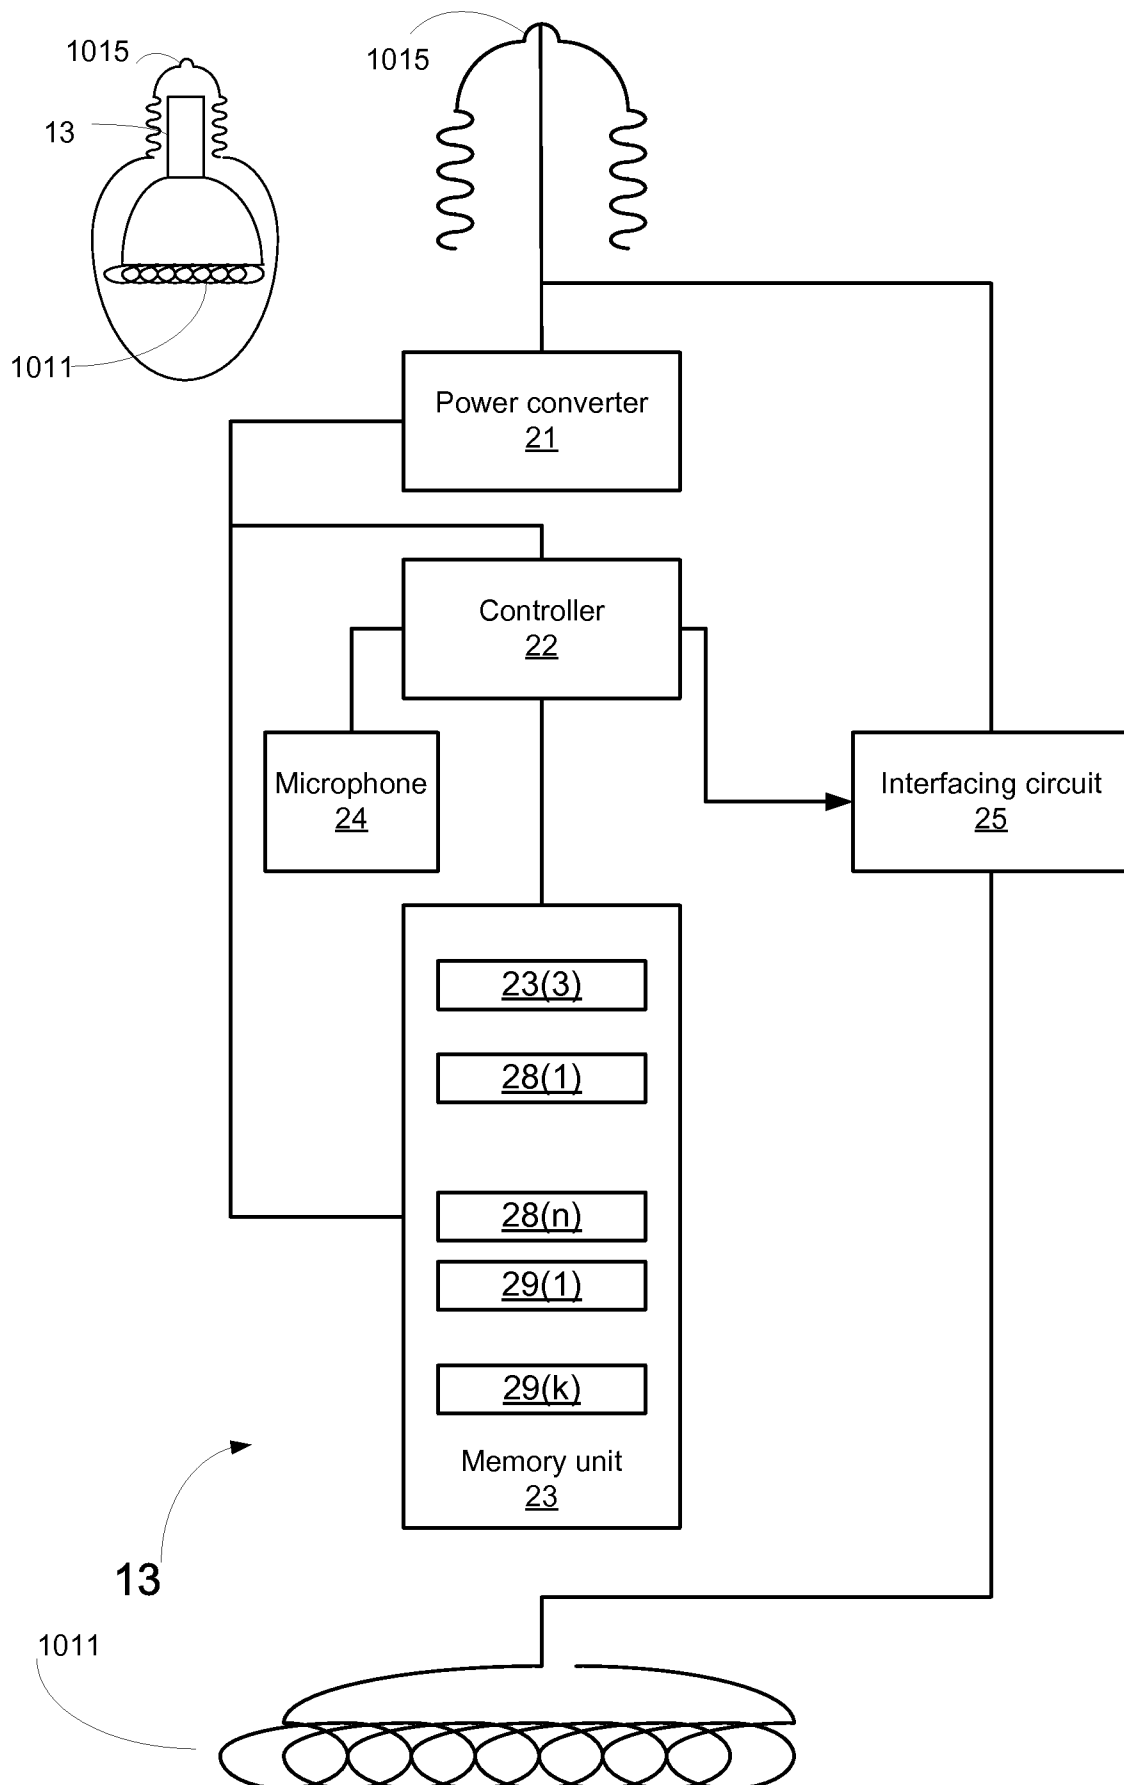 1015
13
1011
1015
Power converter
21
Controller
22
Microphone
24
Interfacing circuit
25
23(3)
28(1)
28(n)
29(1)
29(k)
Memory unit
23
13
1011